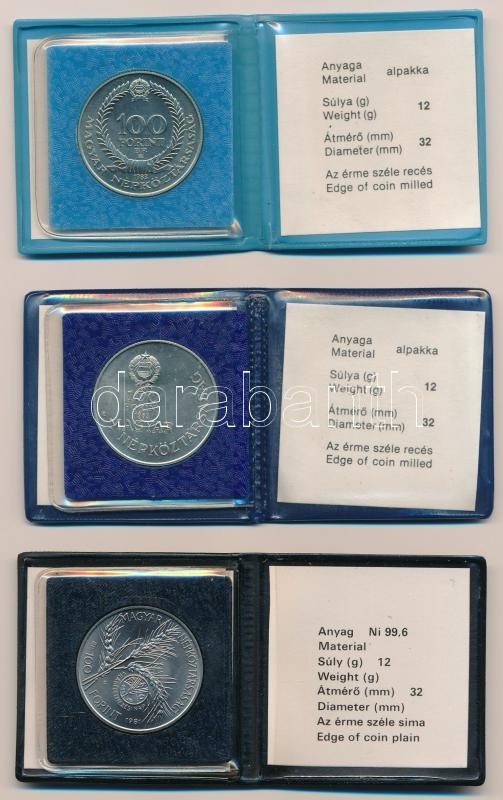 100
FORINT
BP.
1983
MAGYAR NÉPKÖZTÁRSASÁG
Anyaga
Material alpakka
Súlya (g)
Weight (g) 12
Átmérő (mm)
Diameter (mm) 32
Az érme széle recés
Edge of coin milled
NÉPKÖZTÁRSASÁG
darabanth
Anyaga
Material alpakka
Súlya (g)
Weight (g) 12
Átmérő (mm)
Diameter (mm) 32
Az érme széle recés
Edge of coin milled
MAGYAR NÉPKÖZTÁRSASÁG
100 FORINT
1981
Anyag Ni 99.6
Material
Súly (g) 12
Weight (g)
Átmérő (mm) 32
Diameter (mm)
Az érme széle sima
Edge of coin plain